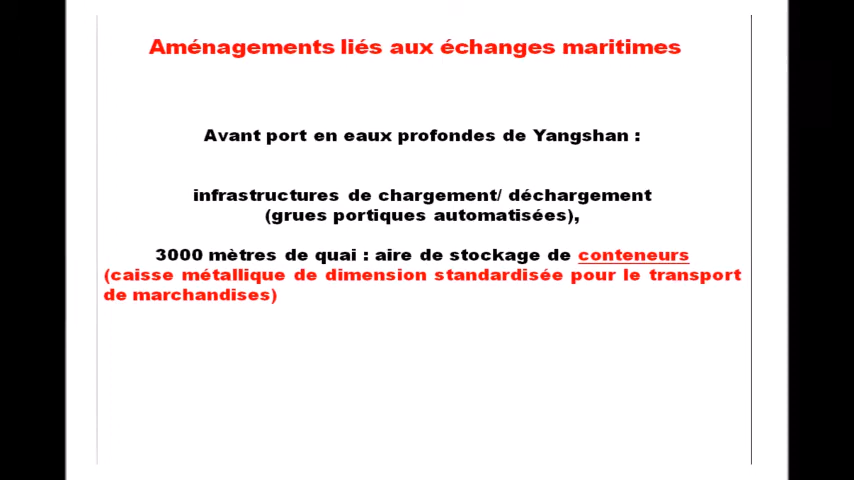 Aménagements liés aux échanges maritimes
Avant port en eaux profondes de Yangshan :
infrastructures de chargement/ déchargement
(grues portiques automatisées),
3000 mètres de quai : aire de stockage de conteneurs
(caisse métallique de dimension standardisée pour le transport
de marchandises)